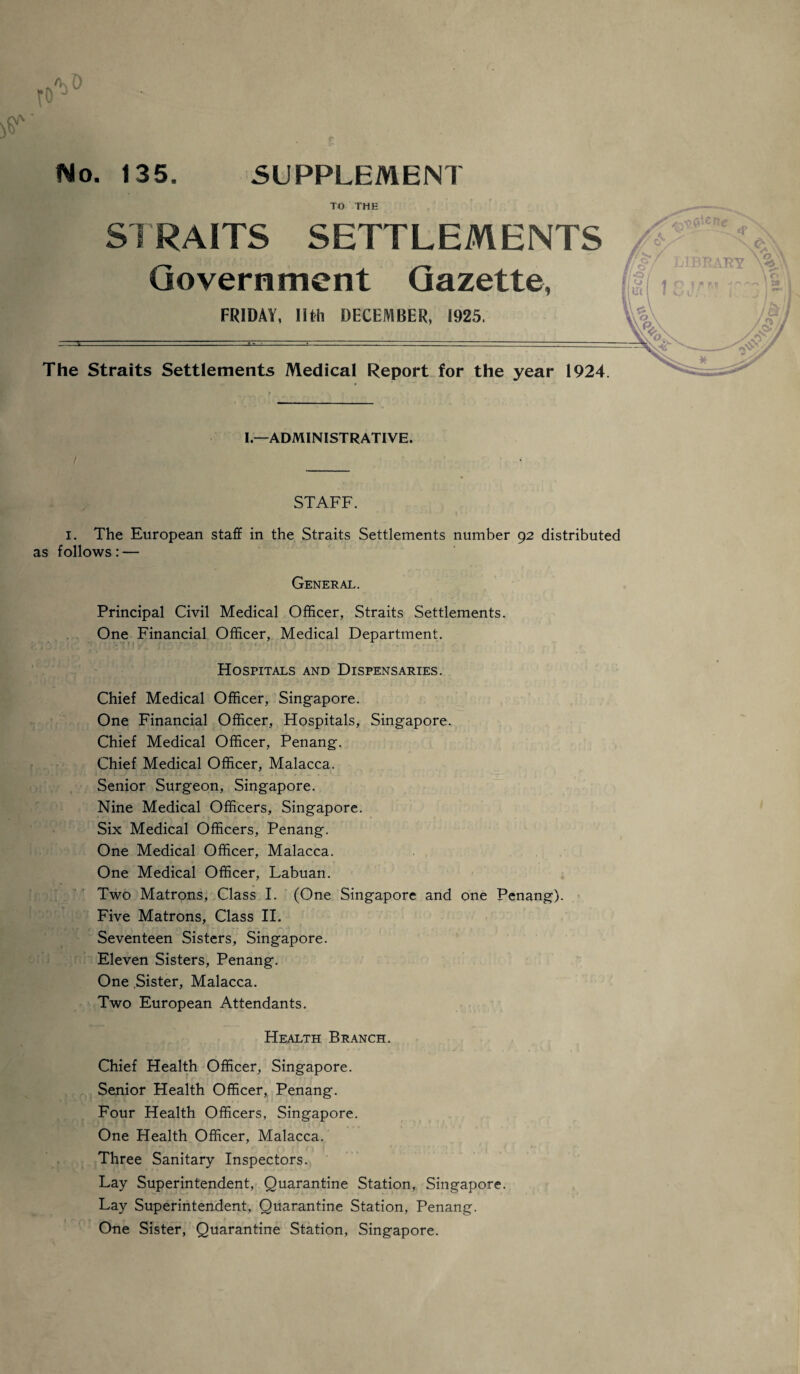 No. 135. SUPPLEMENT
TO THE
STRAITS SETTLEMENTS
Government Gazette,
FRIDAY, 11th DECEMBER, 1925.
LIBRARY
The Straits Settlements Medical Report for the year 1924.
I.—ADMINISTRATIVE.
STAFF.
1. The European staff in the Straits Settlements number 92 distributed
as follows:—
General.
Principal Civil Medical Officer, Straits Settlements.
One Financial Officer, Medical Department.
Hospitals and Dispensaries.
Chief Medical Officer, Singapore.
One Financial Officer, Hospitals, Singapore.
Chief Medical Officer, Penang.
Chief Medical Officer, Malacca.
Senior Surgeon, Singapore.
Nine Medical Officers, Singapore.
Six Medical Officers, Penang.
One Medical Officer, Malacca.
One Medical Officer, Labuan.
Two Matrons, Class I. (One Singapore and one Penang).
Five Matrons, Class II.
Seventeen Sisters, Singapore.
Eleven Sisters, Penang.
One Sister, Malacca.
Two European Attendants.
Health Branch.
Chief Health Officer, Singapore.
Senior Health Officer, Penang.
Four Health Officers, Singapore.
One Health Officer, Malacca.
Three Sanitary Inspectors.
Lay Superintendent, Quarantine Station, Singapore.
Lay Superintendent, Quarantine Station, Penang.
One Sister, Quarantine Station, Singapore.